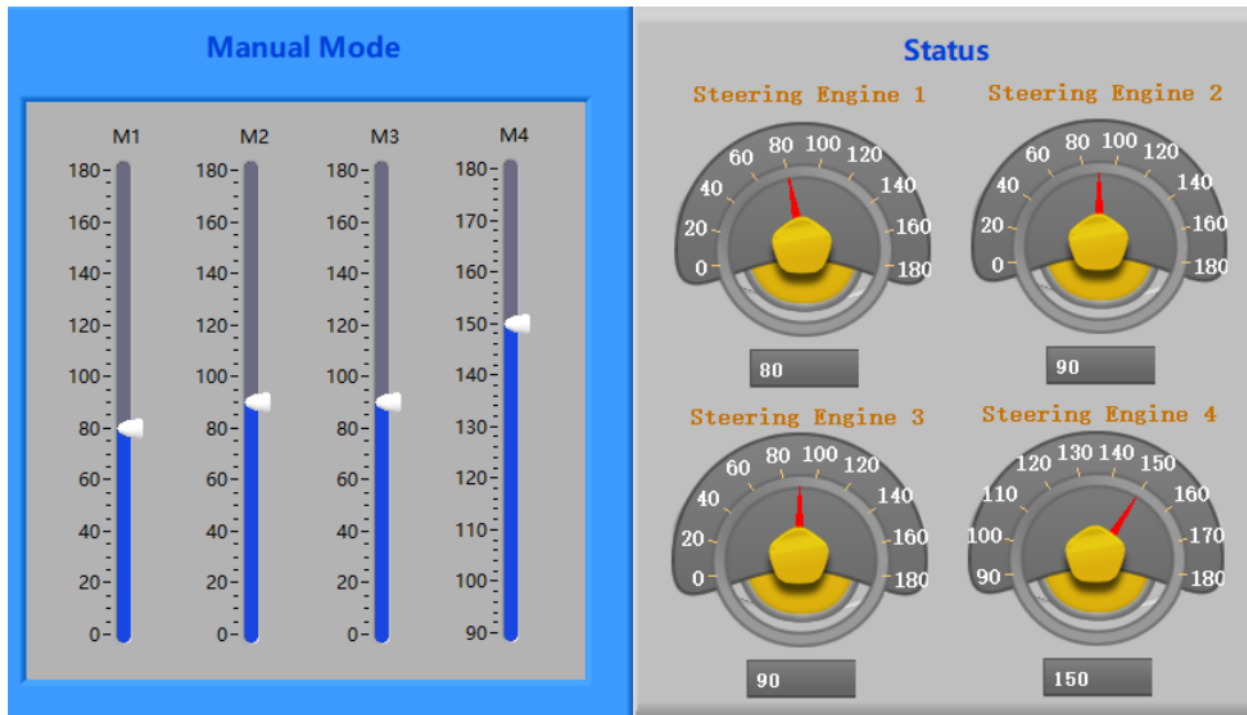 Manual Mode
M1 M2 M3 M4
180 180 180 180
170
160 160 160 160
140 140 140 150
120 120 120 140
100 100 100 130
80 80 80 120
60 60 60 110
40 40 40 100
20 20 20
0 0 0 90
Status
Steering Engine 1
0 20 40 60 80 100 120 140 160 180
80
Steering Engine 2
0 20 40 60 80 100 120 140 160 180
90
Steering Engine 3
0 20 40 60 80 100 120 140 160 180
90
Steering Engine 4
90 100 110 120 130 140 150 160 170 180
150